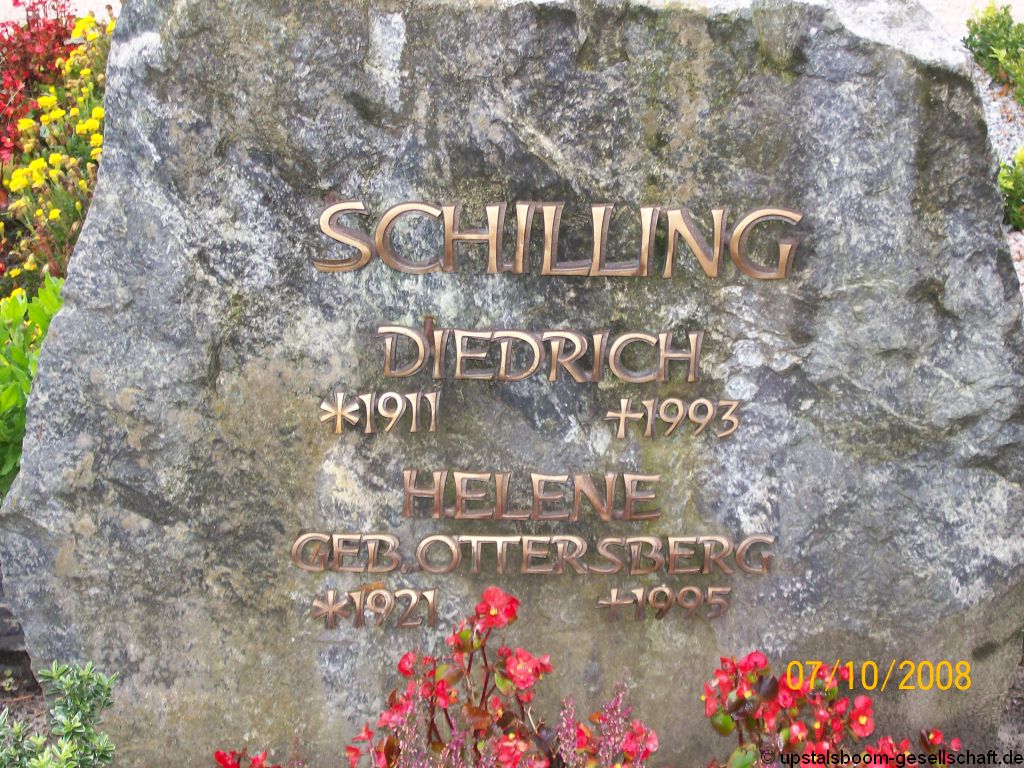 SCHILLING
DIEDRICH
*1911 +1993
HELENE
GEB. OTTERSBERG
*1921 +1995
07/10/2008
© upstalsboom-gesellschaft.de